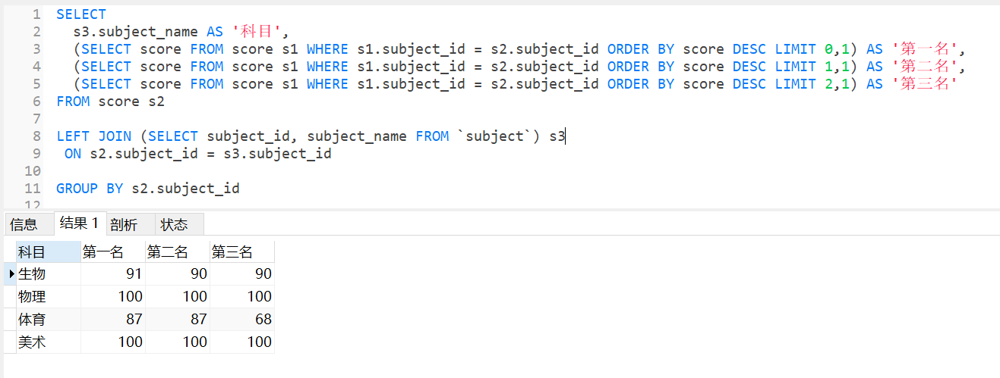 1 SELECT
2 s3.subject_name AS '科目',
3 (SELECT score FROM score s1 WHERE s1.subject_id = s2.subject_id ORDER BY score DESC LIMIT 0,1) AS '第一名',
4 (SELECT score FROM score s1 WHERE s1.subject_id = s2.subject_id ORDER BY score DESC LIMIT 1,1) AS '第二名',
5 (SELECT score FROM score s1 WHERE s1.subject_id = s2.subject_id ORDER BY score DESC LIMIT 2,1) AS '第三名'
6 FROM score s2
7
8 LEFT JOIN (SELECT subject_id, subject_name FROM `subject`) s3
9 ON s2.subject_id = s3.subject_id
10
11 GROUP BY s2.subject_id
12
信息 结果 1 剖析 状态
科目 第一名 第二名 第三名
生物 91 90 90
物理 100 100 100
体育 87 87 68
美术 100 100 100